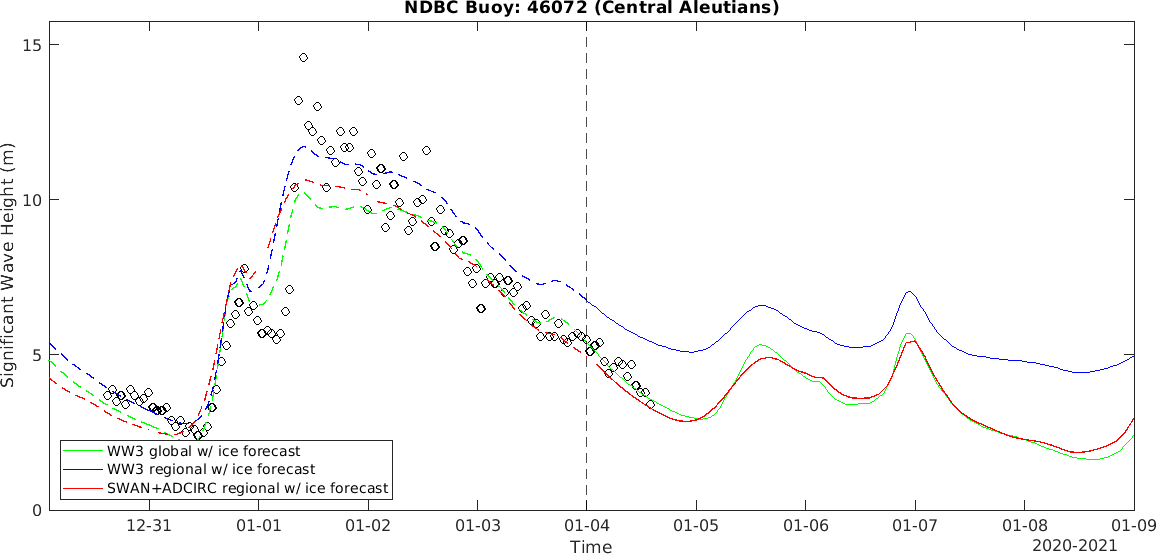 NDBC Buoy: 46072 (Central Aleutians)
15
10
5
0
Significant Wave Height (m)
WW3 global w/ ice forecast
WW3 regional w/ ice forecast
SWAN+ADCIRC regional w/ ice forecast
12-31 01-01 01-02 01-03 01-04 01-05 01-06 01-07 01-08 01-09
Time
2020-2021